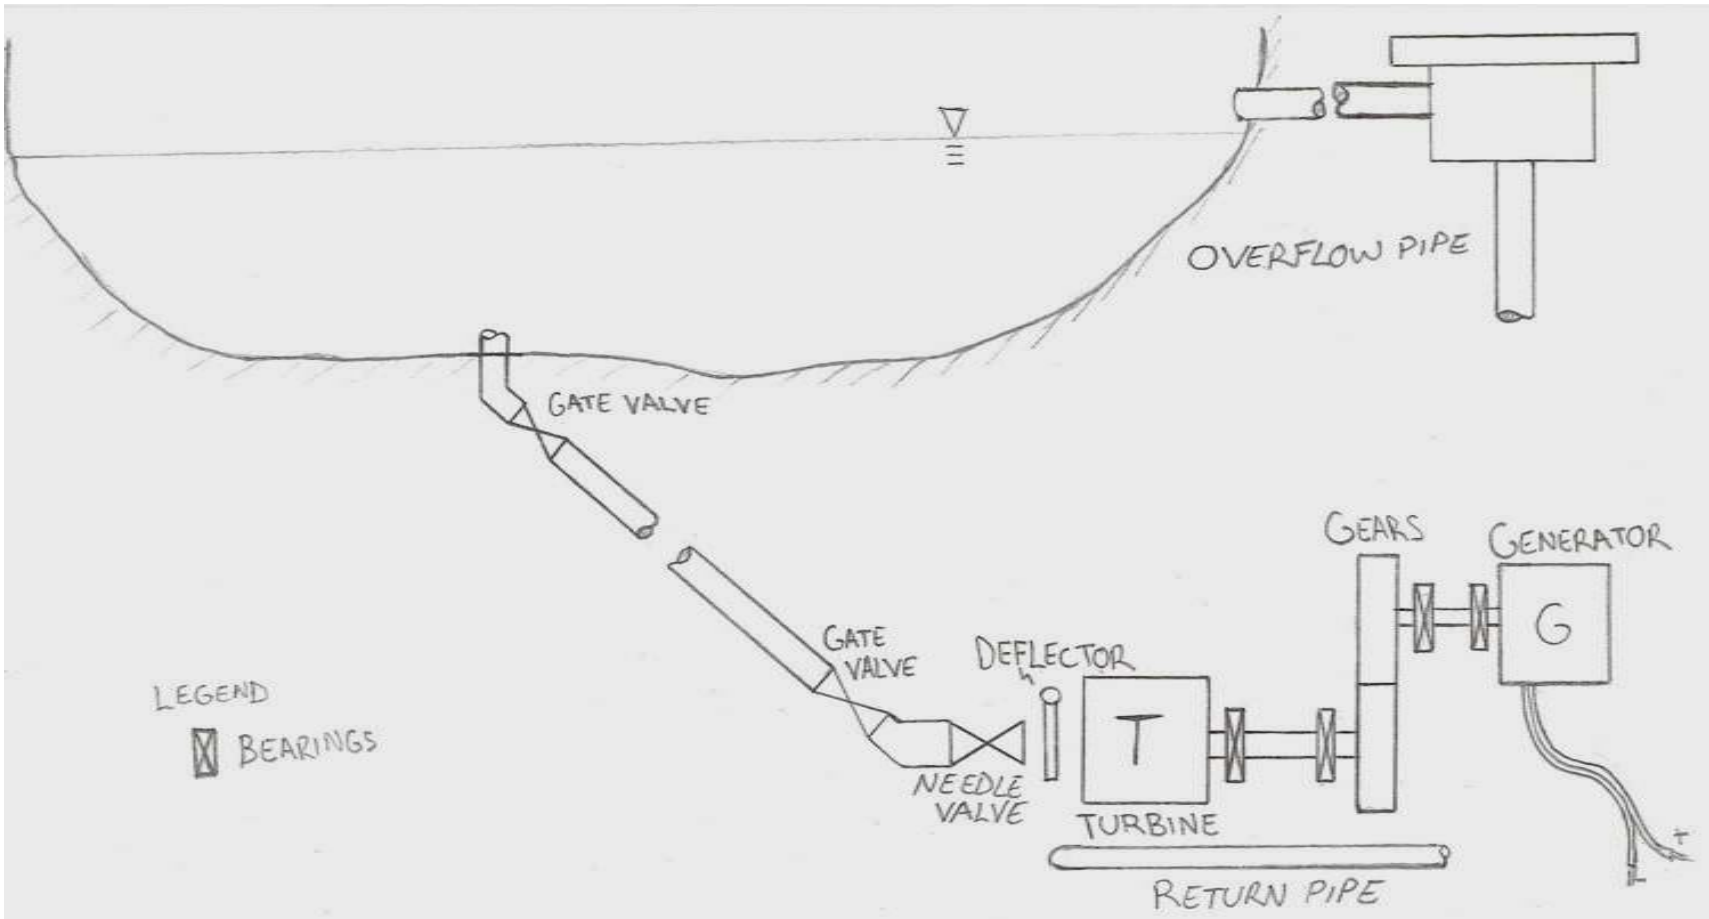 OVERFLOW PIPE
GATE VALVE
GEARS
GENERATOR
G
GATE
VALVE
DEFLECTOR
LEGEND
BEARINGS
T
NEEDLE
VALVE
TURBINE
+
-
RETURN PIPE